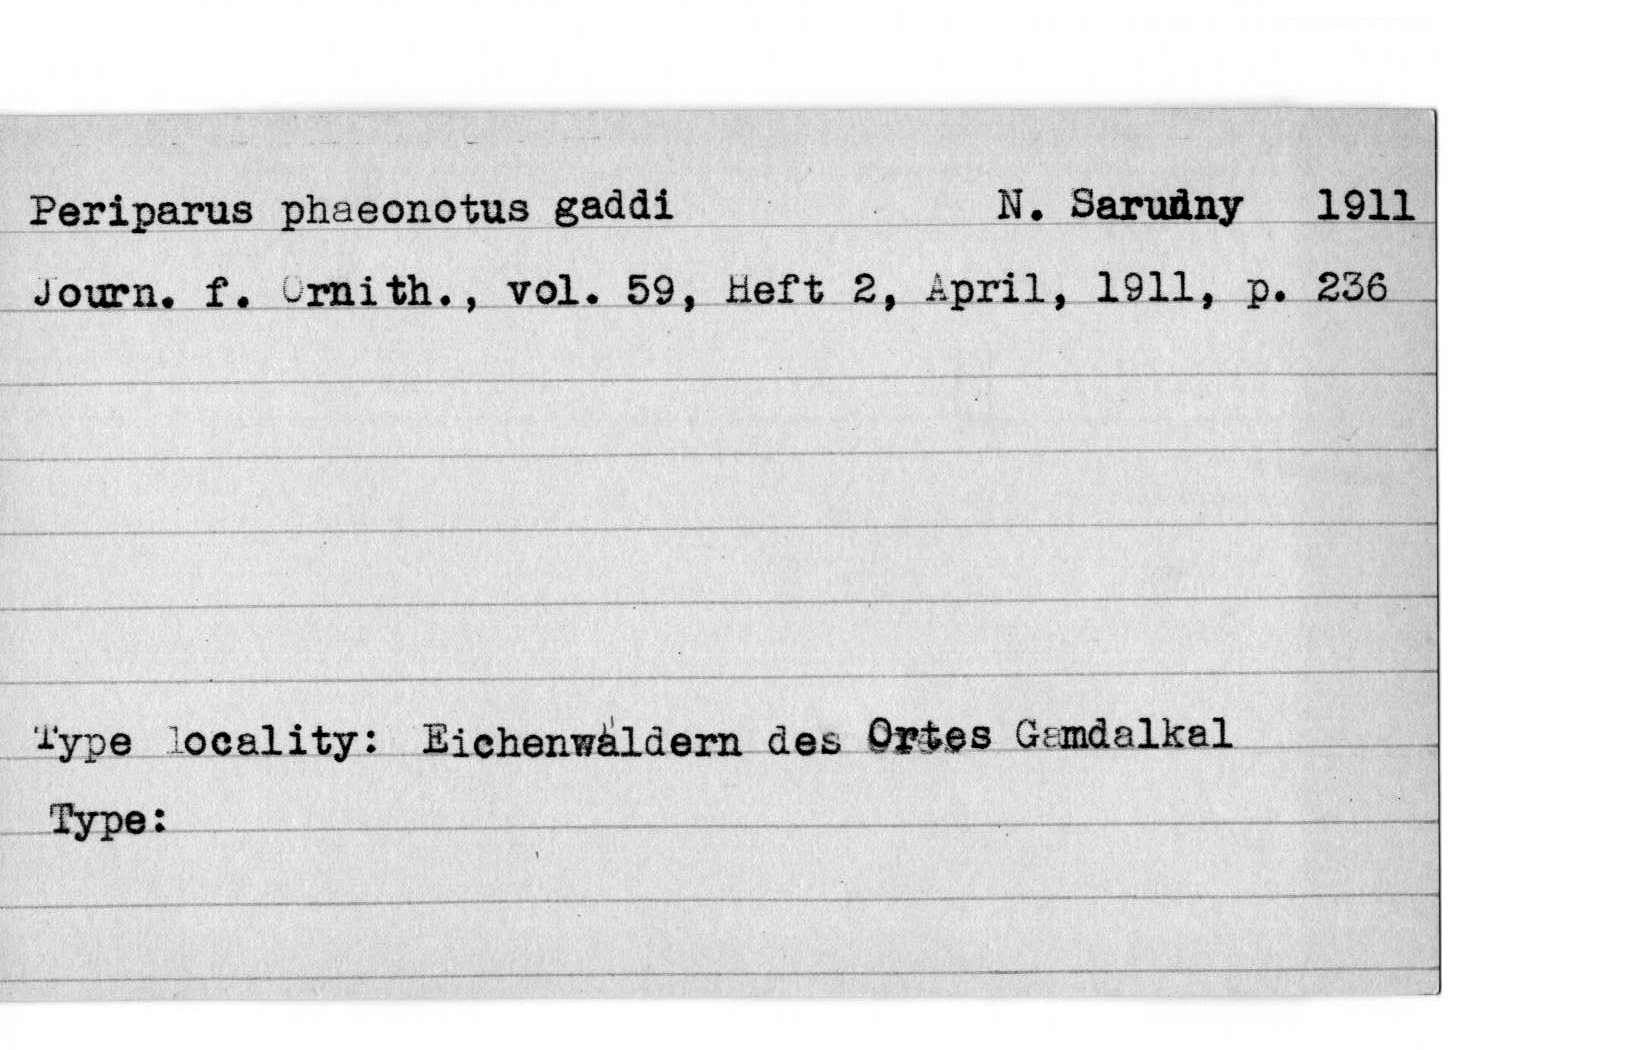 Periparus phaeonotus gaddi N. Sarudny 1911
Journ. f. Ornith., vol. 59, Heft 2, April, 1911, p. 236
Type locality: Eichenwäldern des Ortes Gamdalkal
Type: